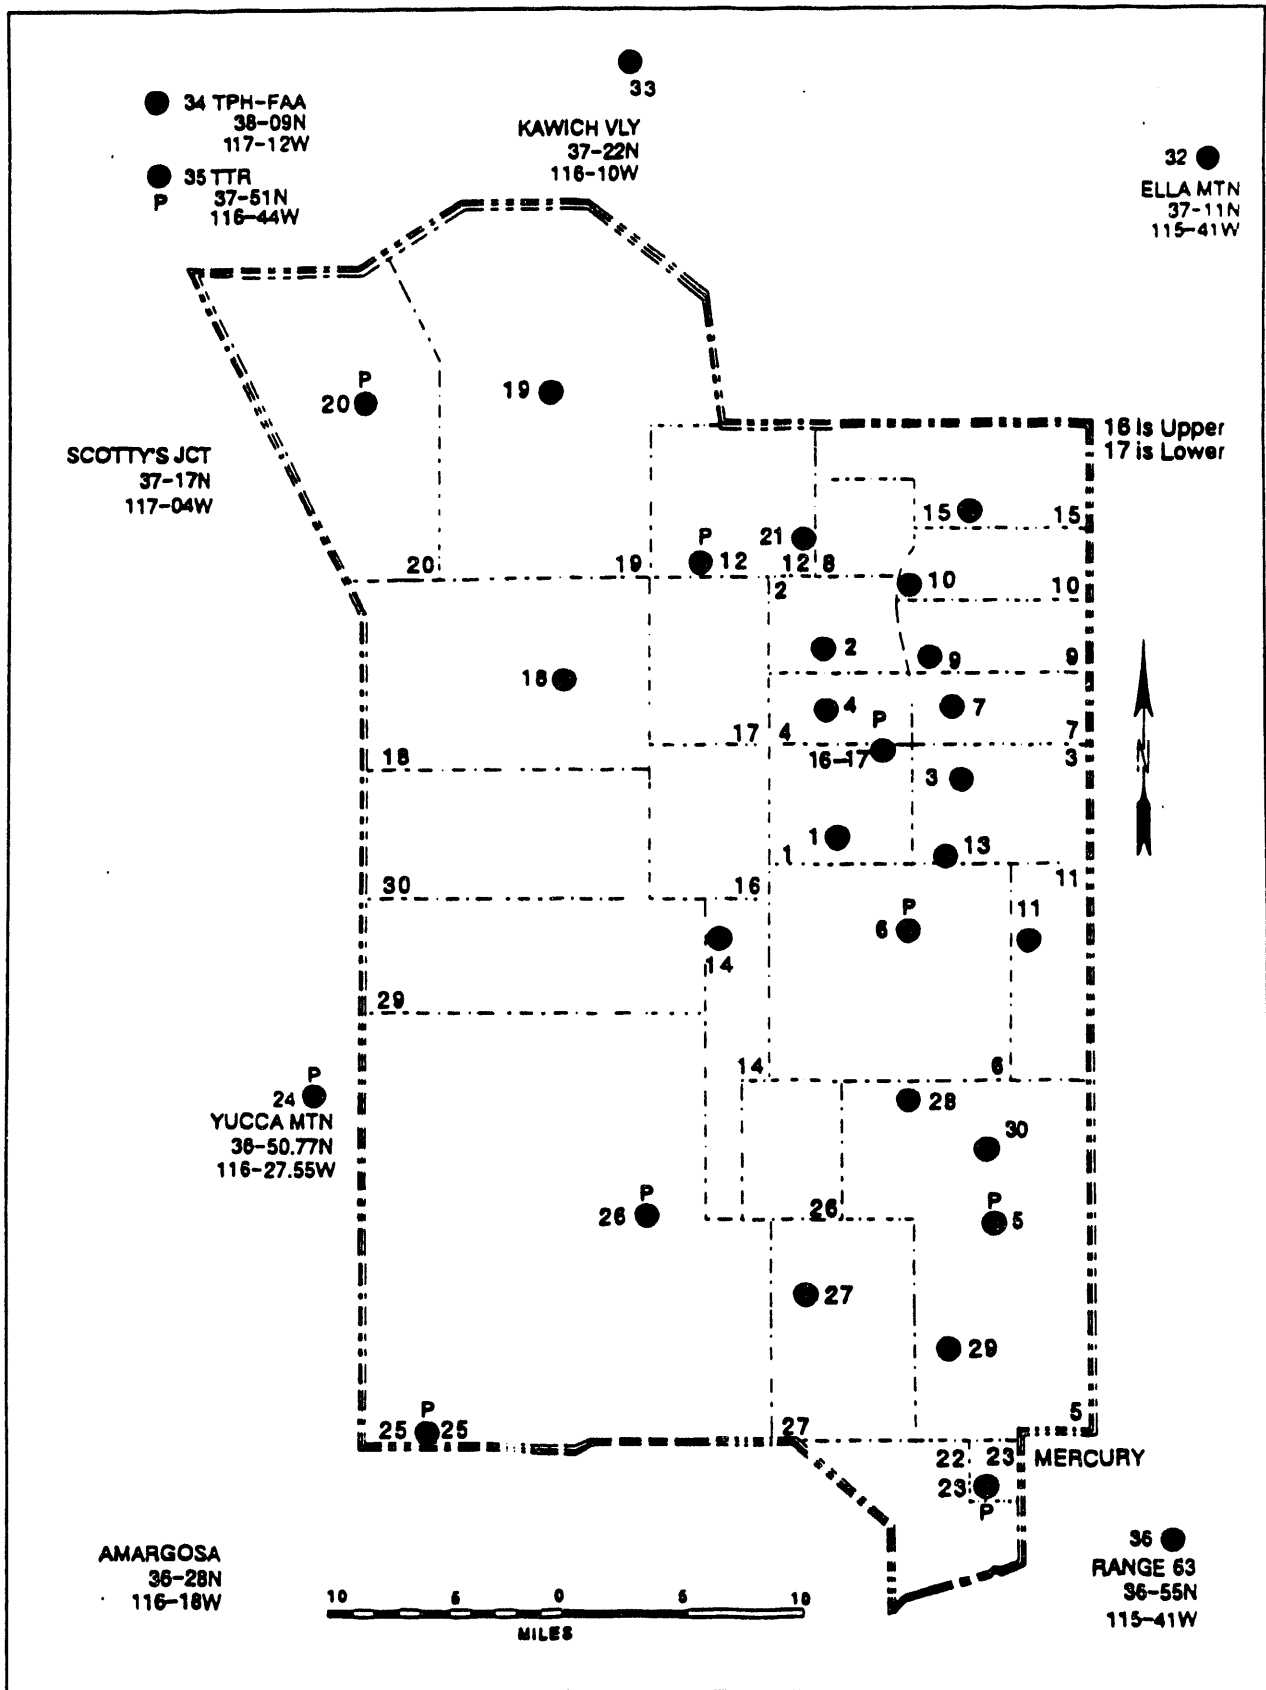 33
34 TPH-FAA
38-09N
117-12W
KAWICH VLY
37-22N
116-10W
32
ELLA MTN
37-11N
115-41W
35 TTR
P
37-51N
116-44W
P
20
19
16 is Upper
17 is Lower
SCOTTY'S JCT
37-17N
117-04W
15
15
21
P
12
20
19
12
8
2
10
10
2
9
9
18
4
7
P
17
4
7
16-17
3
3
18
1
13
1
11
30
16
P
6
11
14
29
14
6
P
24
YUCCA MTN
36-50.77N
116-27.55W
28
30
P
26
26
P
5
27
29
P
25
25
27
5
22
23
MERCURY
23
P
N
AMARGOSA
36-28N
116-18W
36
RANGE 63
36-55N
115-41W
10 5 0 5 10
MILES